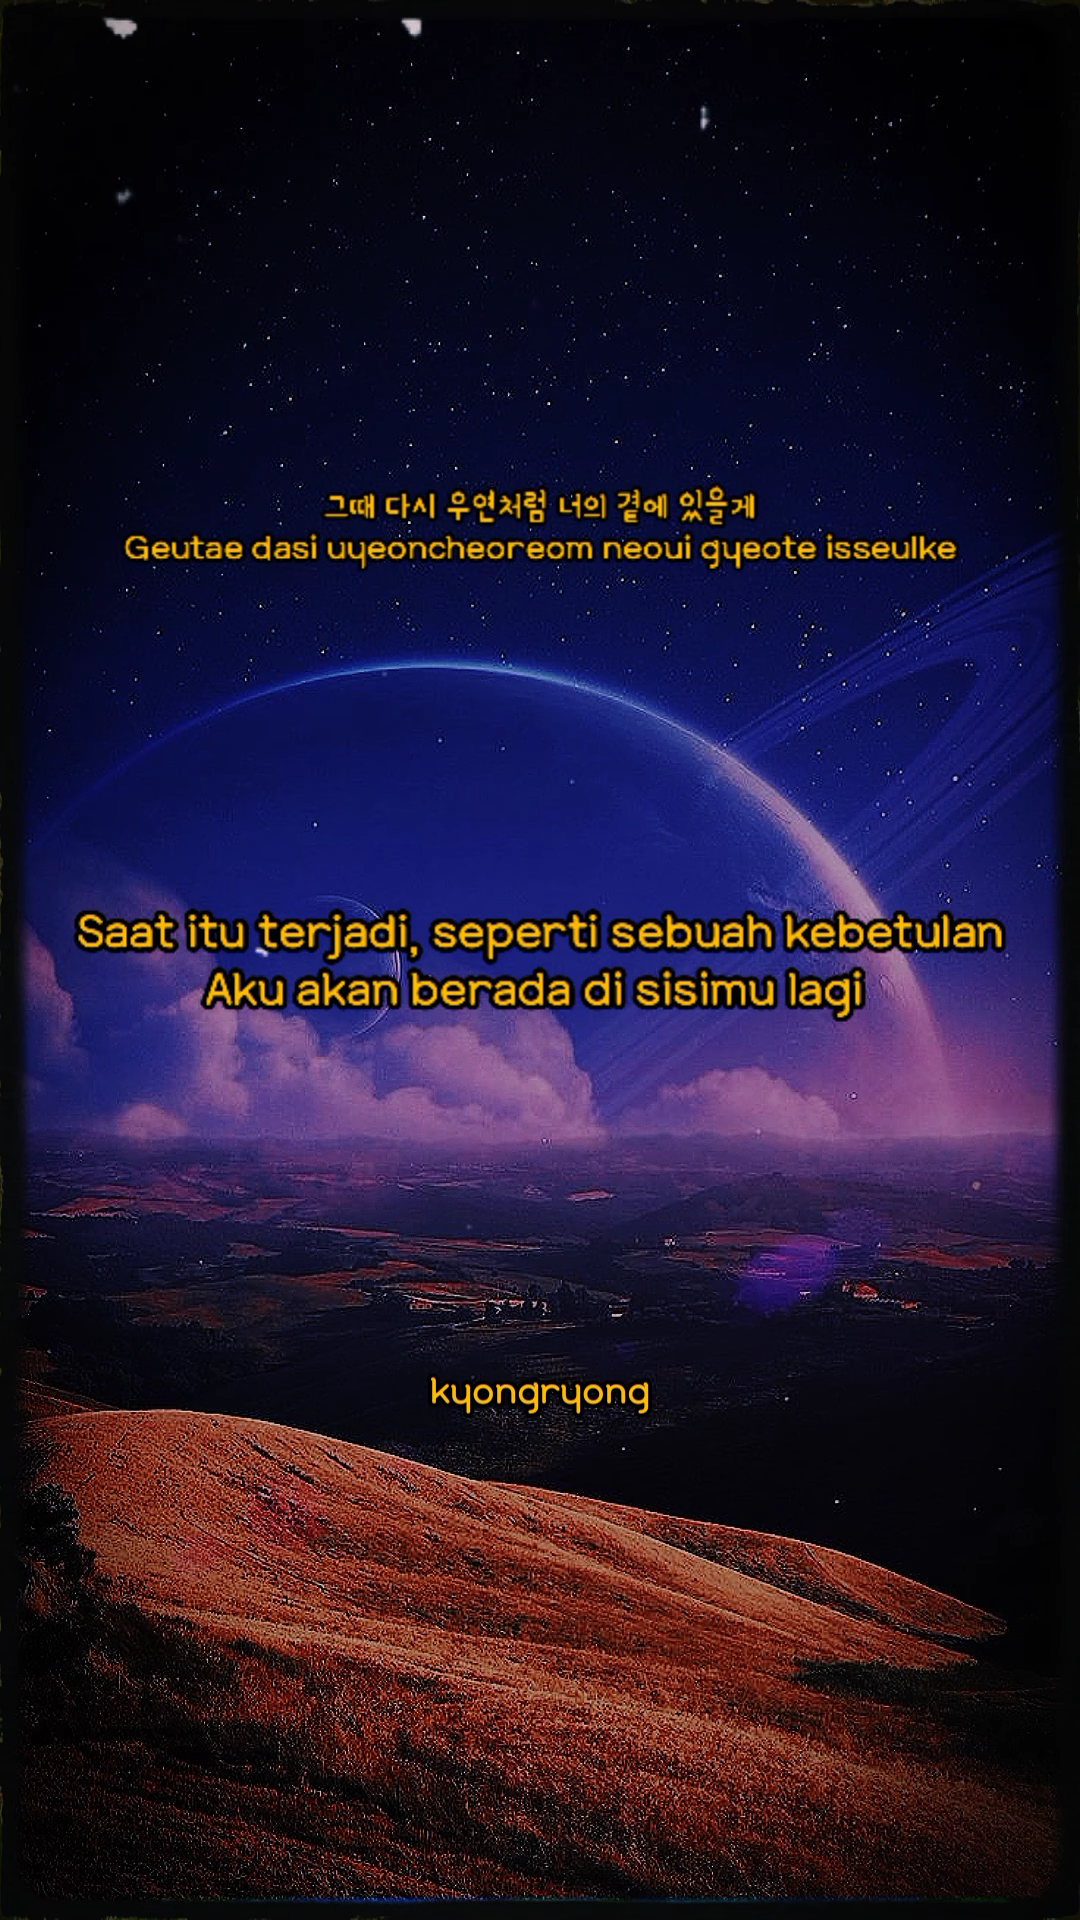 그때 다시 우연처럼 너의 곁에 있을게
Geutae dasi uyeoncheoreom neoui gyeote isseulke
Saat itu terjadi, seperti sebuah kebetulan
Aku akan berada di sisimu lagi
kyongryong